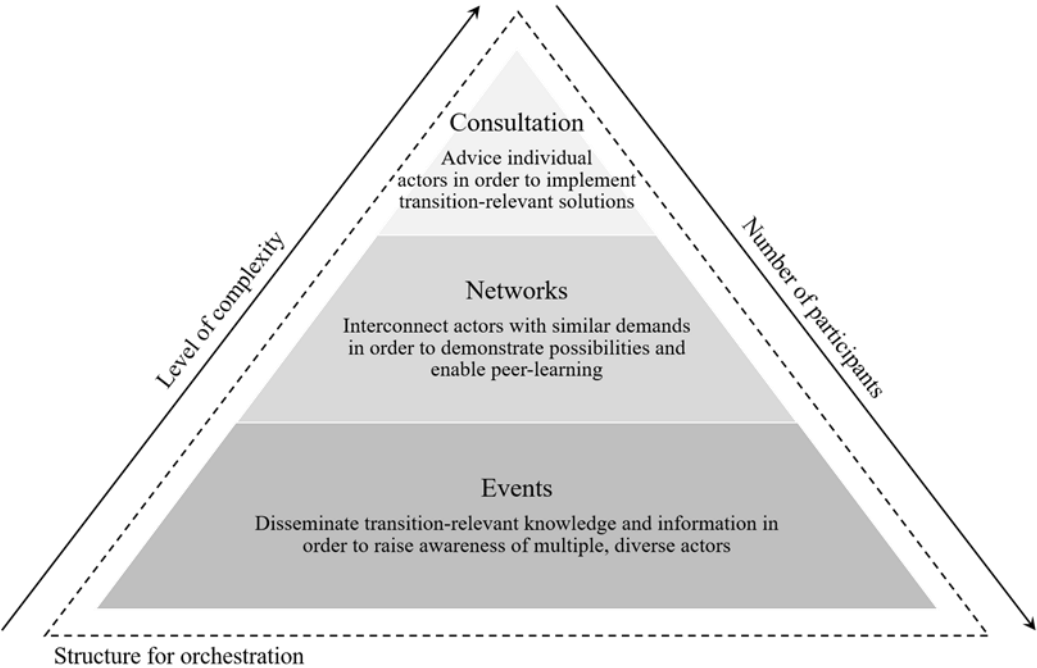 Consultation
Advice individual
actors in order to implement
transition-relevant solutions
Level of complexity
Number of participants
Networks
Interconnect actors with similar demands
in order to demonstrate possibilities and
enable peer-learning
Events
Disseminate transition-relevant knowledge and information in
order to raise awareness of multiple, diverse actors
Structure for orchestration